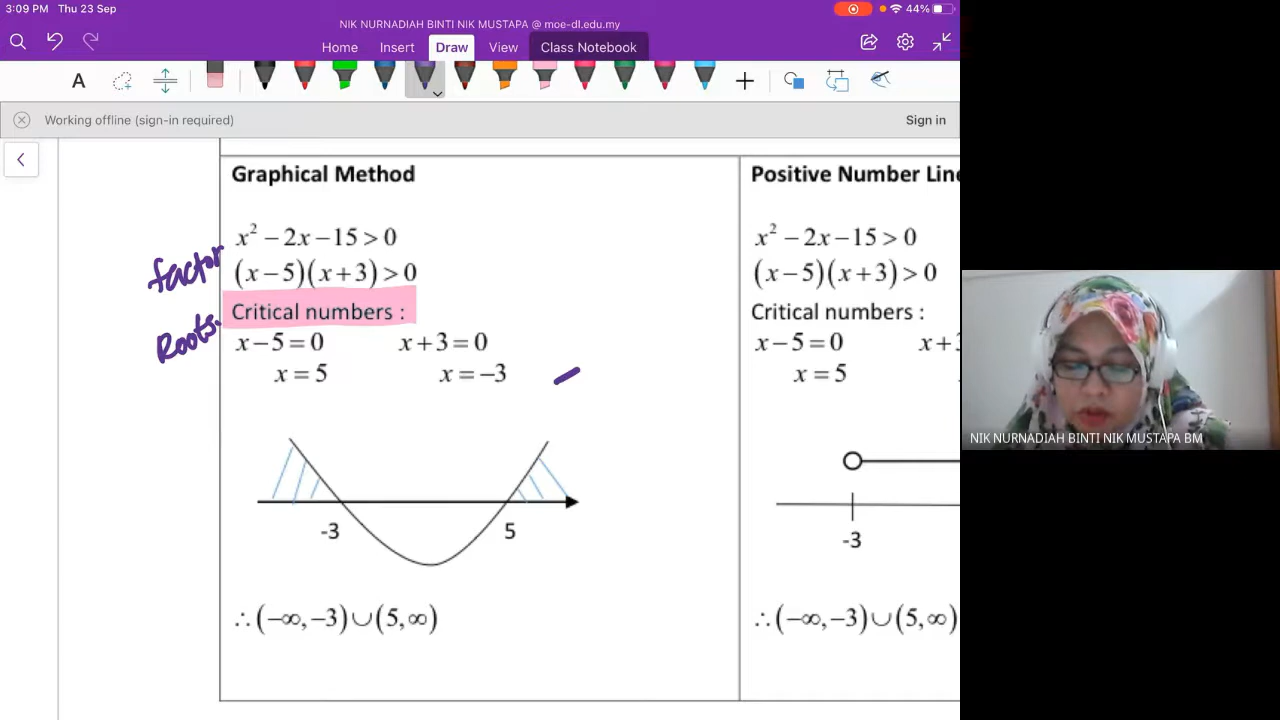 3:09 PM Thu 23 Sep
44%
NIK NURNADIAH BINTI NIK MUSTAPA @ moe-dl.edu.my
Home Insert Draw View Class Notebook
A
Working offline (sign-in required) Sign in
Graphical Method
x² − 2x − 15 > 0
factor
(x − 5)(x + 3) > 0
Critical numbers :
Roots.
x − 5 = 0 x + 3 = 0
x = 5 x = −3
-3 5
∴ (−∞, −3) ∪ (5, ∞)
Positive Number Line
x² − 2x − 15 > 0
(x − 5)(x + 3) > 0
Critical numbers :
x − 5 = 0 x + 3
x = 5
-3
∴ (−∞, −3) ∪ (5, ∞)
NIK NURNADIAH BINTI NIK MUSTAPA BM